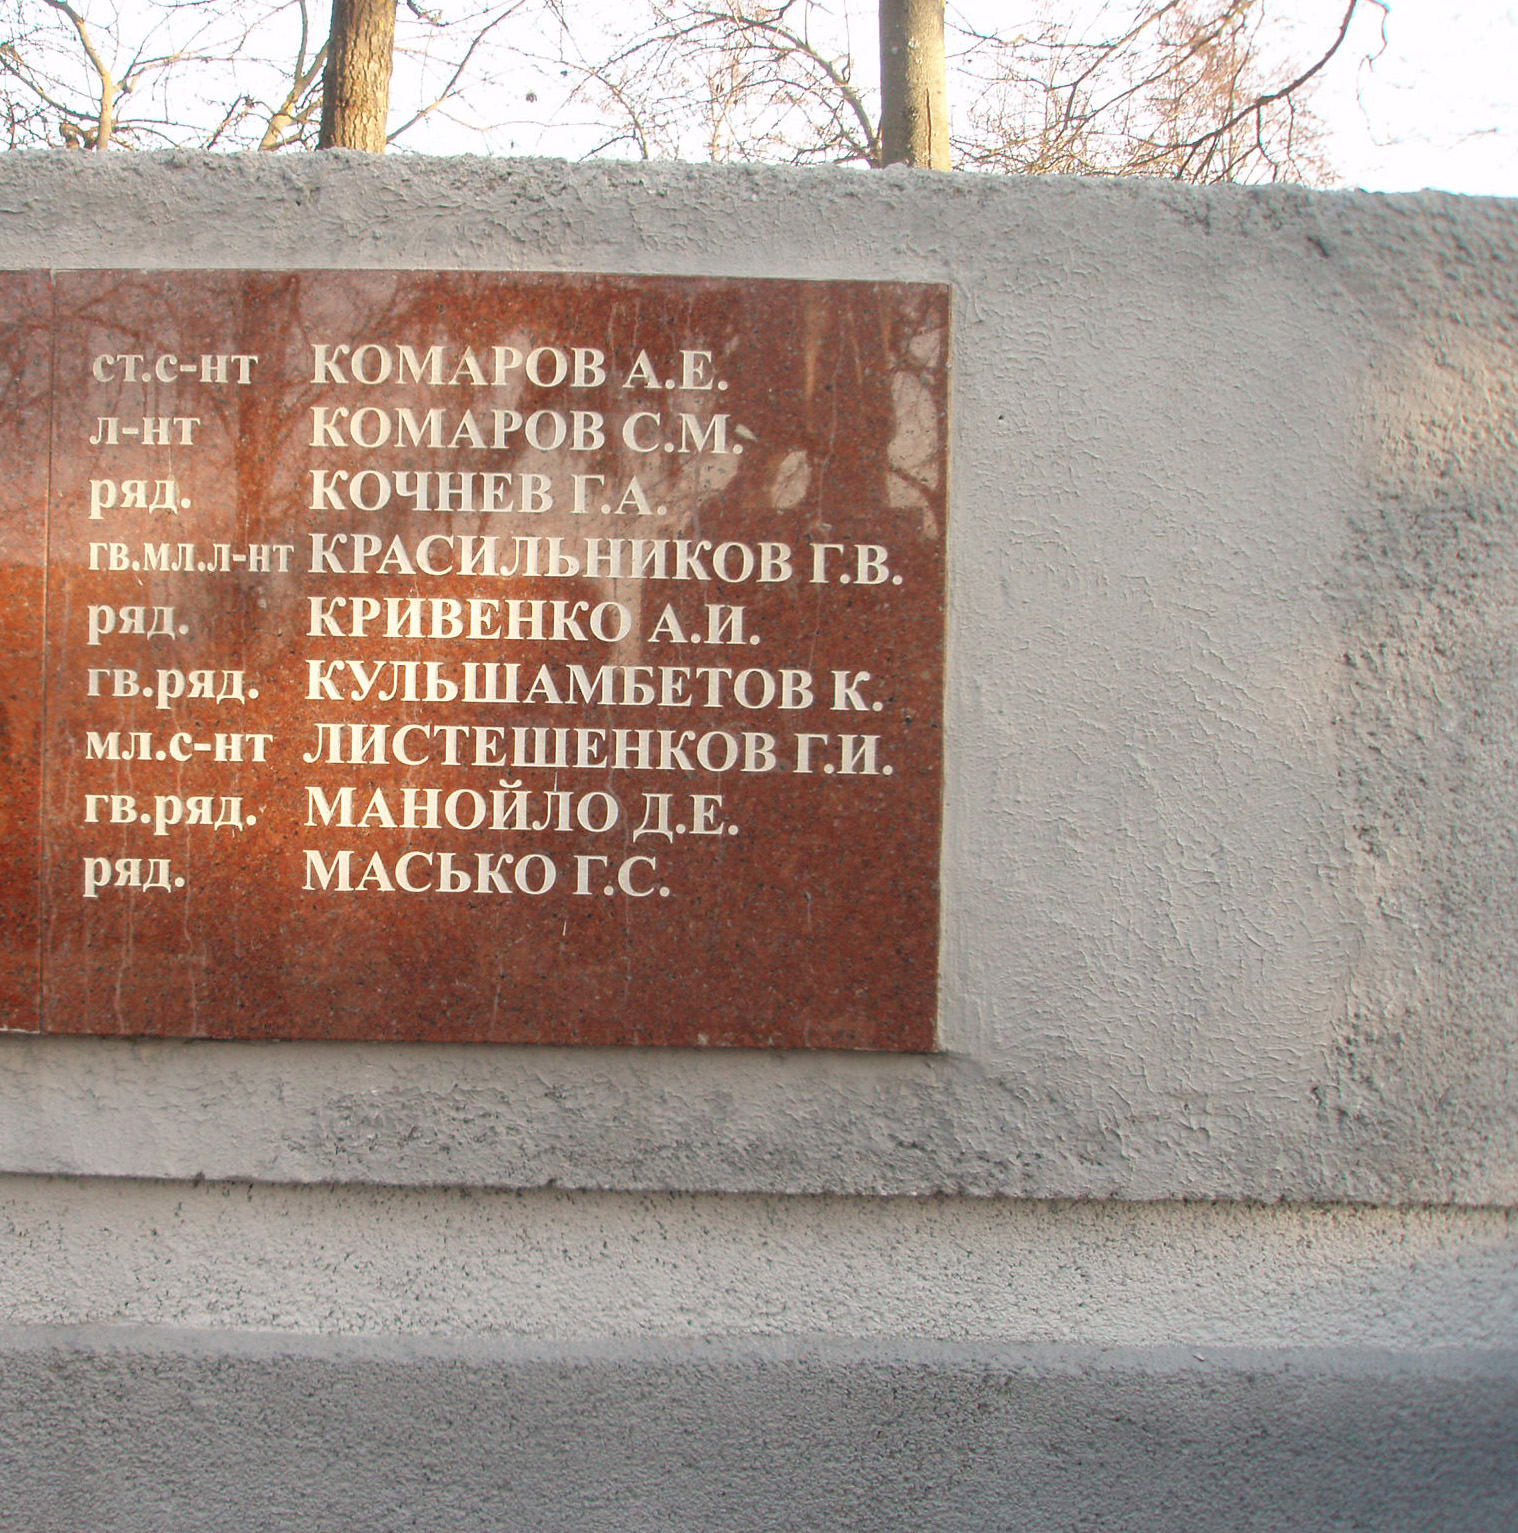 ст.с-нт КОМАРОВ А.Е.
л-нт КОМАРОВ С.М.
ряд. КОЧНЕВ Г.А.
гв.мл.л-нт КРАСИЛЬНИКОВ Г.В.
ряд. КРИВЕНКО А.И.
гв.ряд. КУЛЬШАМБЕТОВ К.
мл.с-нт ЛИСТЕШЕНКОВ Г.И.
гв.ряд. МАНОЙЛО Д.Е.
ряд. МАСЬКО Г.С.